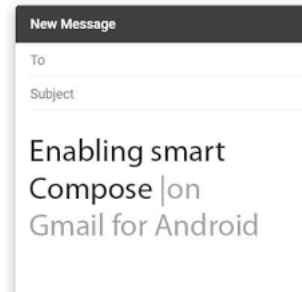 New Message
To
Subject
Enabling smart
Compose on
Gmail for Android